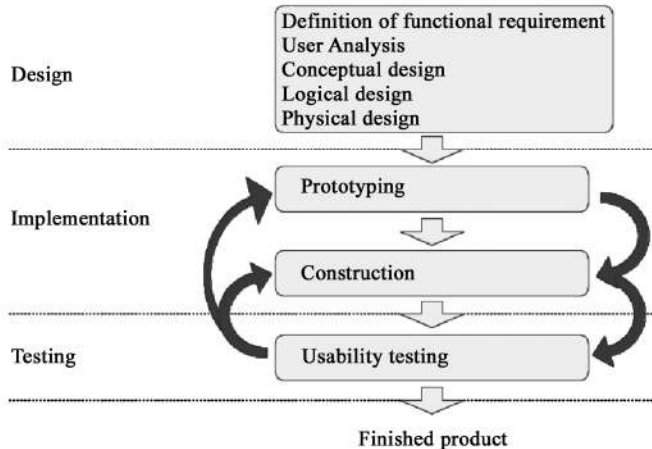 Definition of functional requirement
User Analysis
Design
Conceptual design
Logical design
Physical design
Prototyping
Implementation
Construction
Testing
Usability testing
Finished product